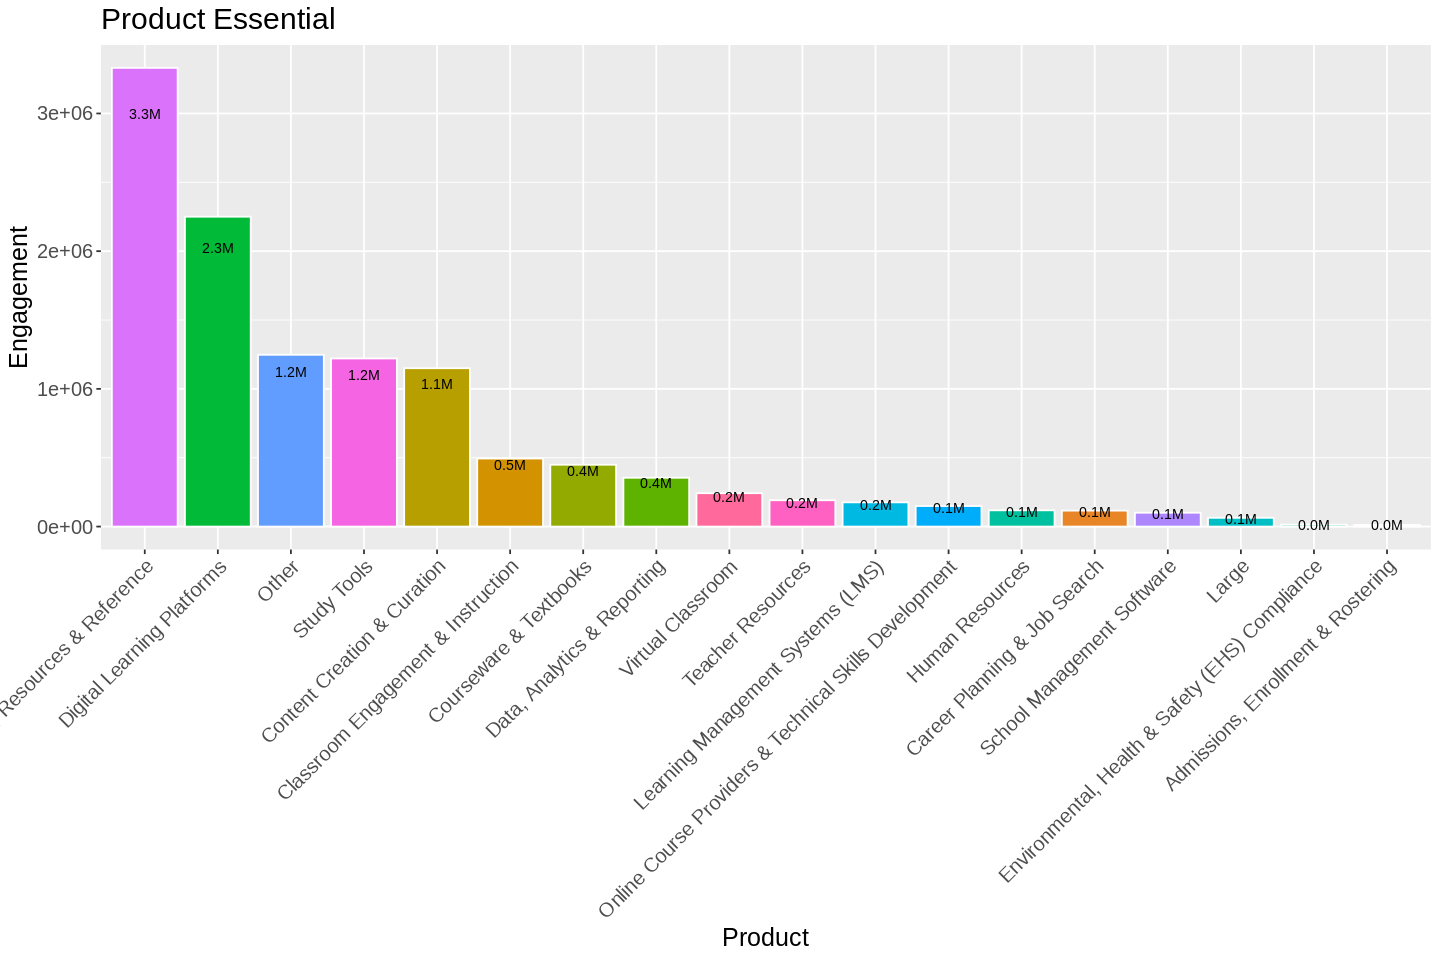 Product Essential
Engagement
3e+06
2e+06
1e+06
0e+00
3.3M
2.3M
1.2M
1.2M
1.1M
0.5M
0.4M
0.4M
0.2M
0.2M
0.2M
0.1M
0.1M
0.1M
0.1M
0.1M
0.0M
0.0M
Resources & Reference
Digital Learning Platforms
Other
Study Tools
Content Creation & Curation
Classroom Engagement & Instruction
Courseware & Textbooks
Data, Analytics & Reporting
Virtual Classroom
Teacher Resources
Learning Management Systems (LMS)
Online Course Providers & Technical Skills Development
Human Resources
Career Planning & Job Search
School Management Software
Large
Environmental, Health & Safety (EHS) Compliance
Admissions, Enrollment & Rostering
Product